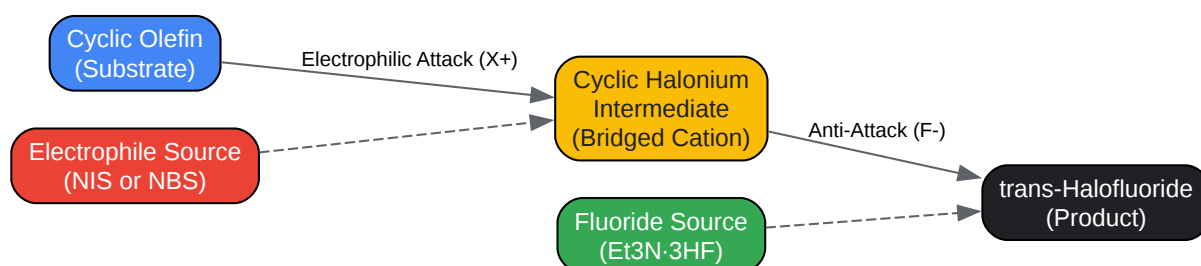 Cyclic Olefin
(Substrate)
Electrophilic Attack (X+)
Electrophile Source
(NIS or NBS)
Cyclic Halonium
Intermediate
(Bridged Cation)
Anti-Attack (F-)
Fluoride Source
(Et3N·3HF)
trans-Halofluoride
(Product)